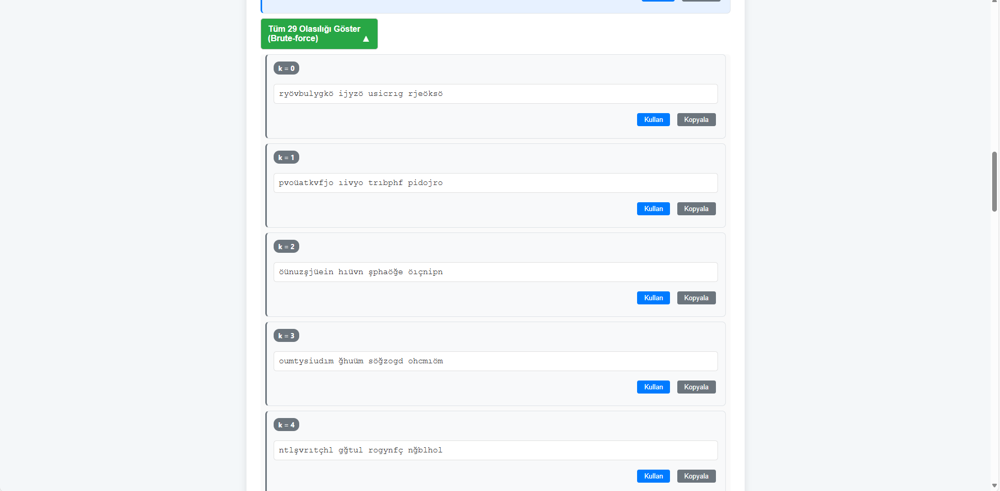 Tüm 29 Olasılığı Göster
(Brute-force) ▲
k = 0
ryövbulygkö ijyzö usicrıg rjeöksö
Kullan Kopyala
k = 1
pvoüatkvfjo ıivyo trıbphf pidojro
Kullan Kopyala
k = 2
öünuzşjüein hıüvn şphaöğe öıçnipn
Kullan Kopyala
k = 3
oumtysiudım ğhuüm söğzogd ohcmıöm
Kullan Kopyala
k = 4
ntlşvrıtçhl gğtul rogynfç nğblhol
Kullan Kopyala